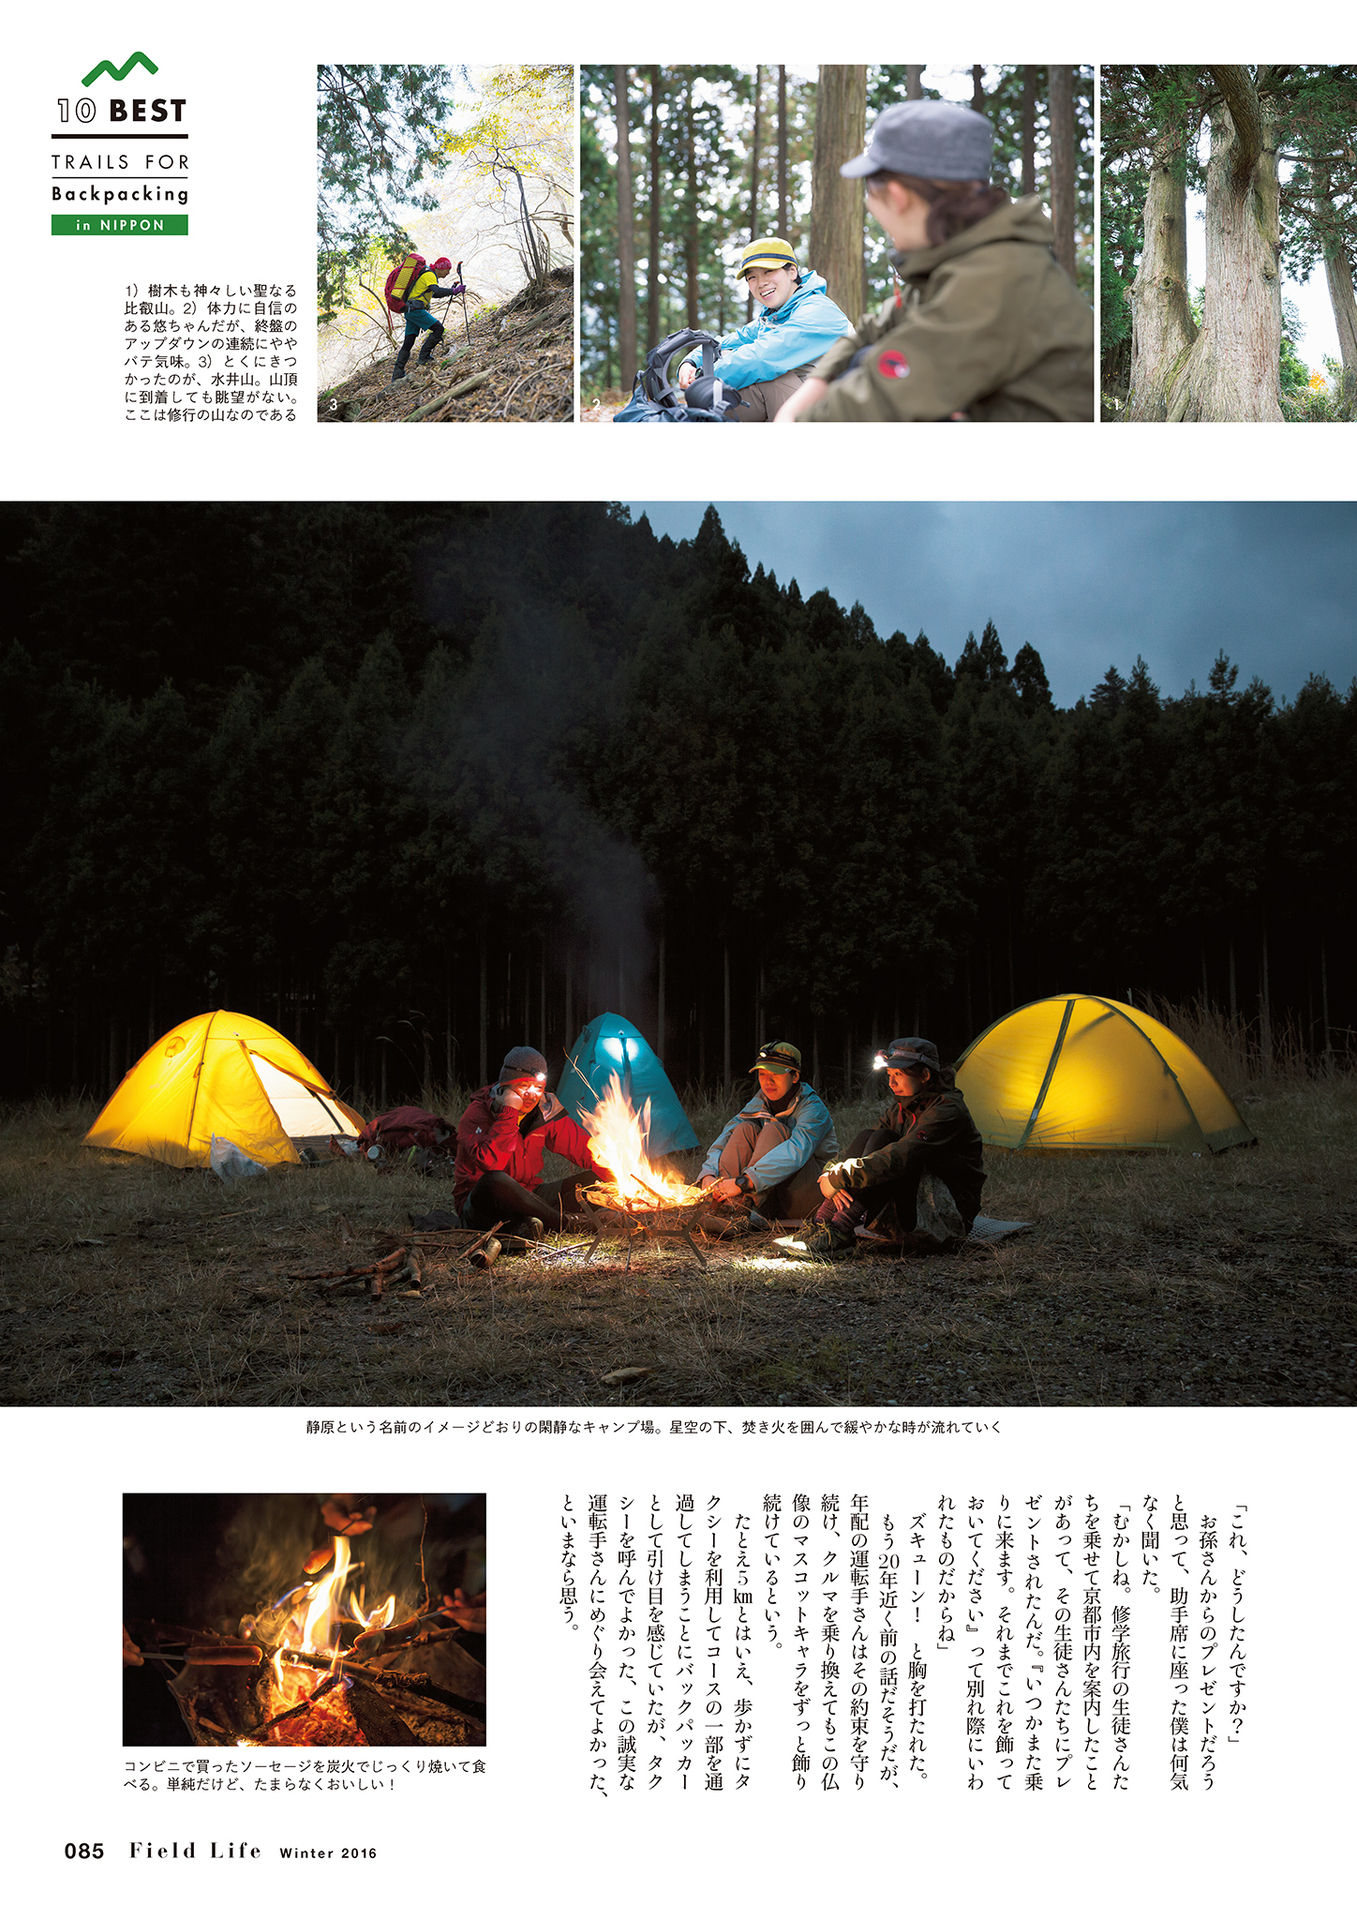 10 BEST
TRAILS FOR
Backpacking
in NIPPON
1）樹木も神々しい聖なる
比叡山。2）体力に自信の
ある悠ちゃんだが、終盤の
アップダウンの連続にやや
バテ気味。3）とくにきつ
かったのが、水井山。山頂
に到着しても眺望がない。
ここは修行の山なのである
3
2
1
静原という名前のイメージどおりの閑静なキャンプ場。星空の下、焚き火を囲んで緩やかな時が流れていく
「これ、どうしたんですか？」
お孫さんからのプレゼントだろう
と思って、助手席に座った僕は何気
なく聞いた。
「むかしね。修学旅行の生徒さんた
ちを乗せて京都市内を案内したこと
があって、その生徒さんたちにプレ
ゼントされたんだ。『いつかまた乗
りに来ます。それまでこれを飾って
おいてください』って別れ際にいわ
れたものだからね」
ズキューン！ と胸を打たれた。
もう20年近く前の話だそうだが、
年配の運転手さんはその約束を守り
続け、クルマを乗り換えてもこの仏
像のマスコットキャラをずっと飾り
続けているという。
たとえ5㎞とはいえ、歩かずにタ
クシーを利用してコースの一部を通
過してしまうことにバックパッカー
として引け目を感じていたが、タク
シーを呼んでよかった、この誠実な
運転手さんにめぐり会えてよかった、
といまなら思う。
コンビニで買ったソーセージを炭火でじっくり焼いて食
べる。単純だけど、たまらなくおいしい！
085 Field Life Winter 2016